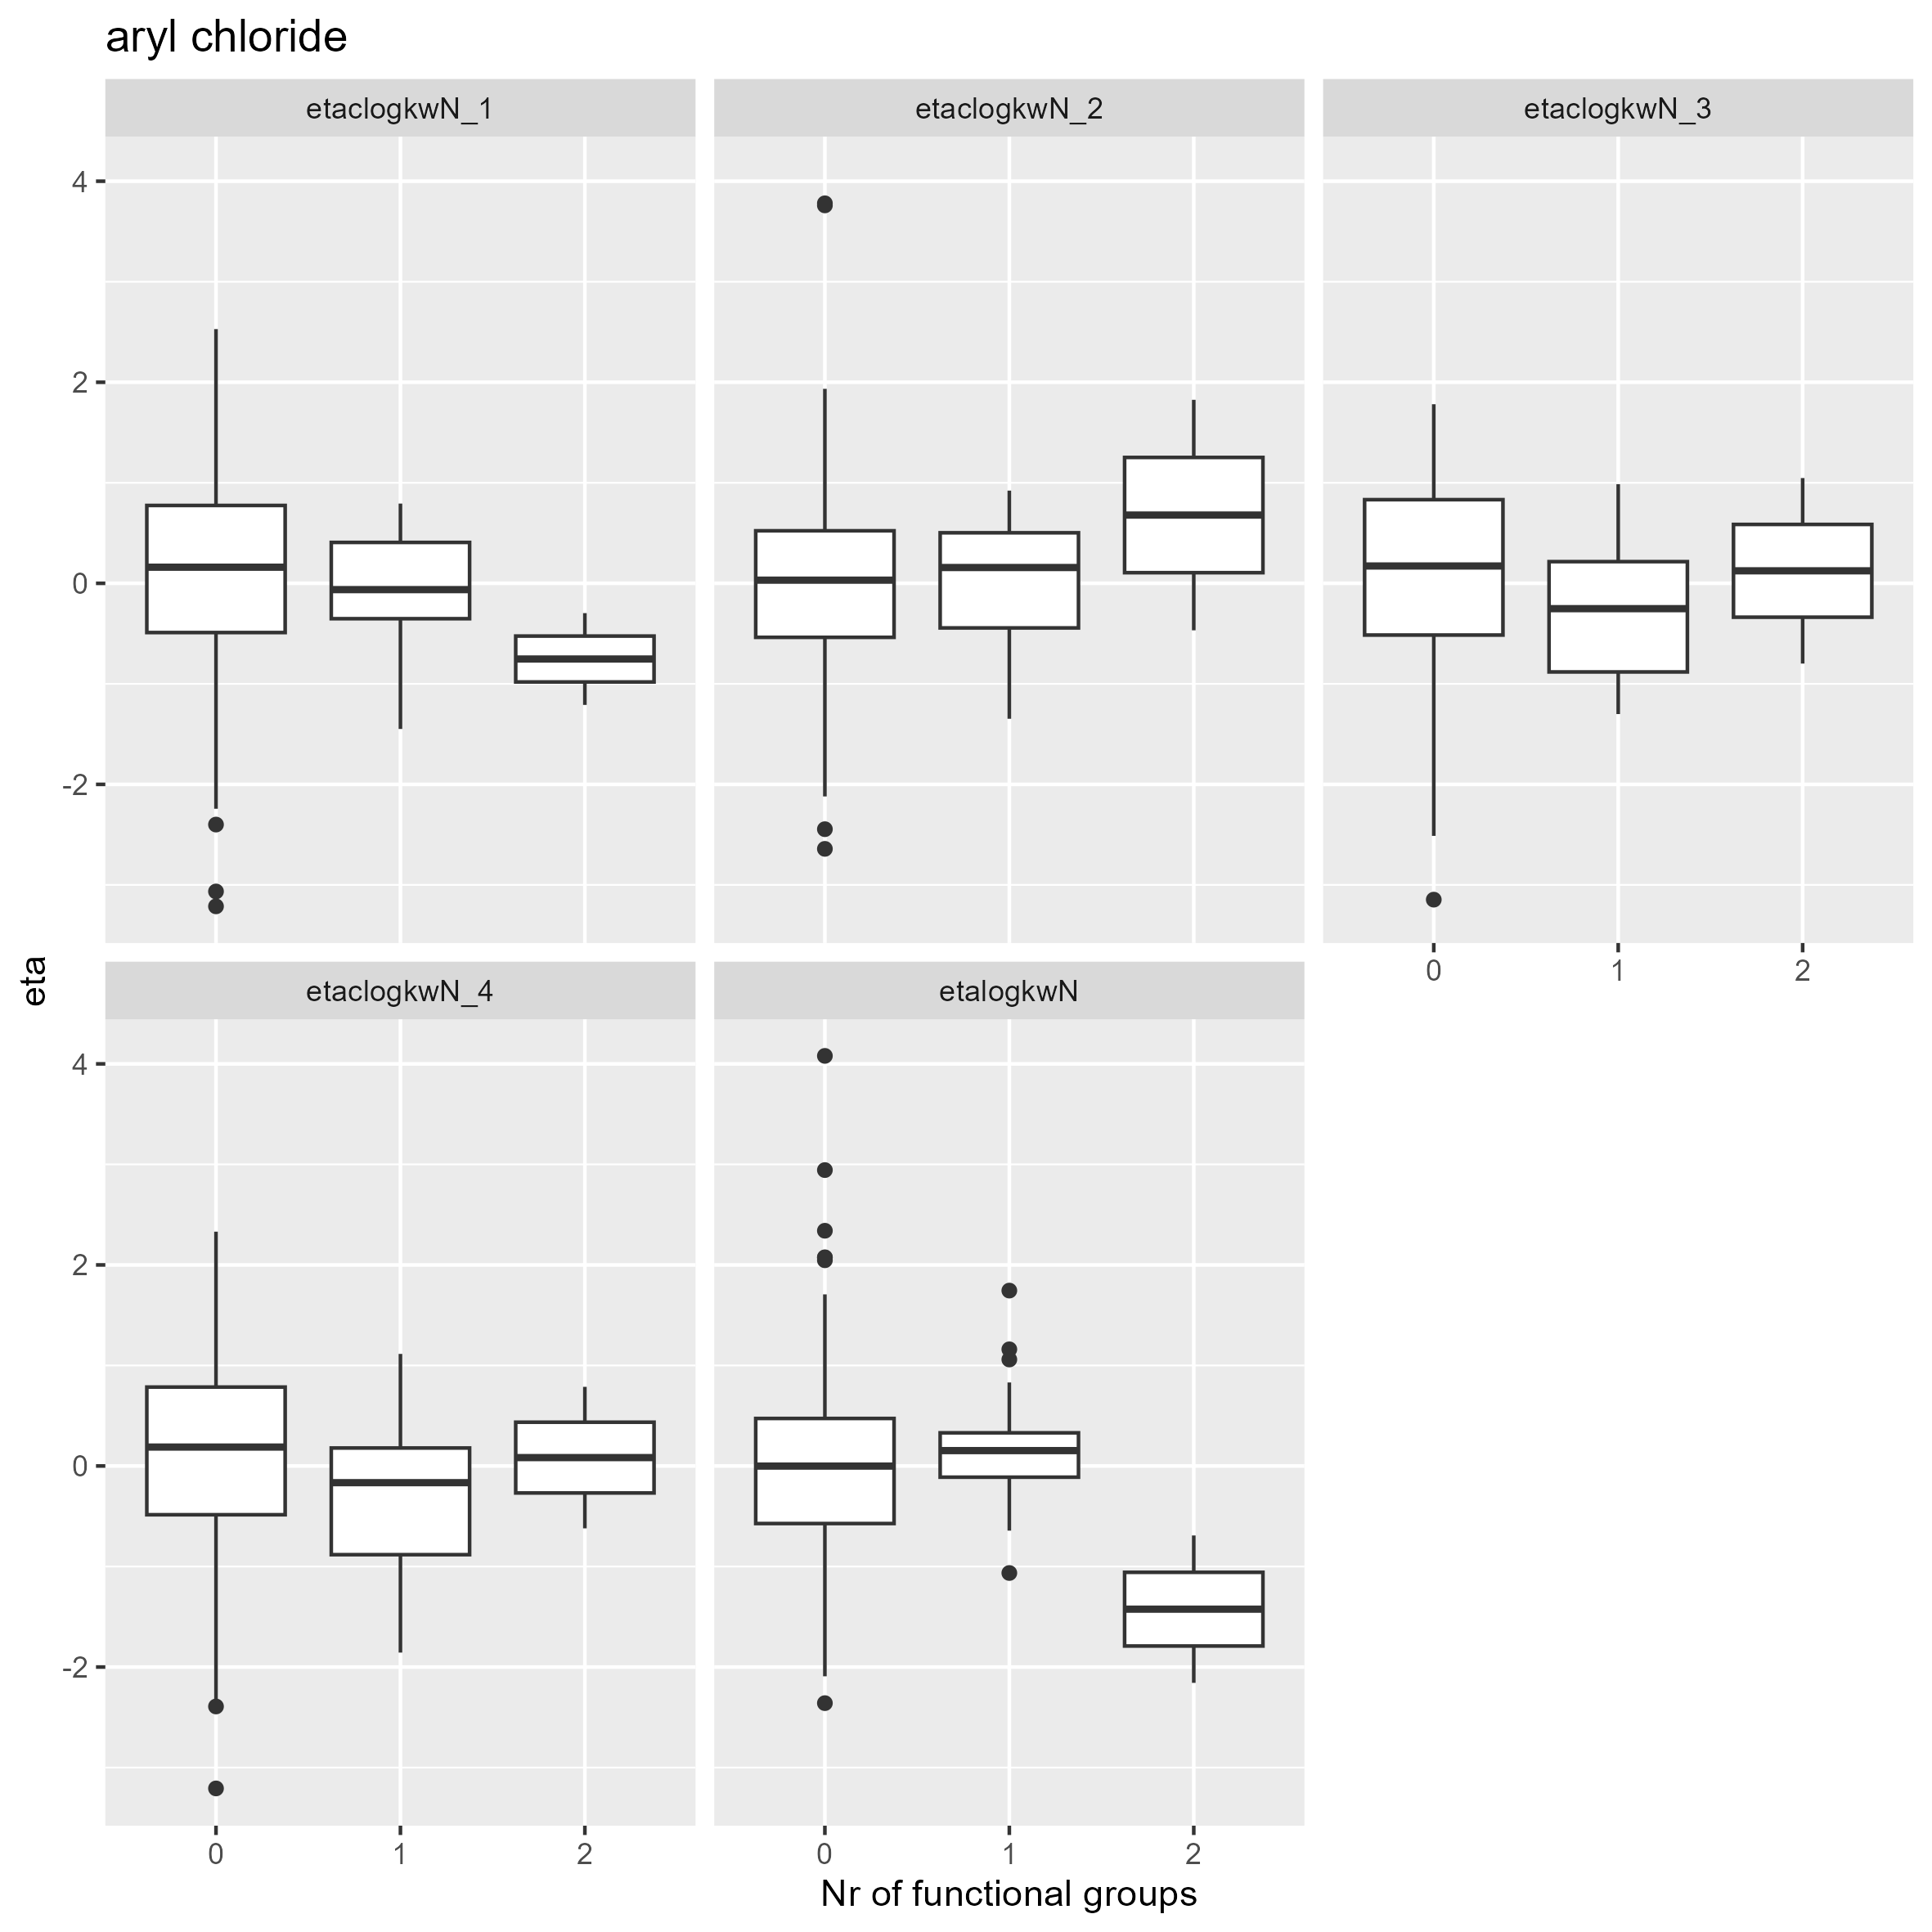 aryl chloride
etaclogkwN_1 etaclogkwN_2 etaclogkwN_3
4
2
0
-2
0 1 2
eta
etaclogkwN_4 etalogkwN
4
2
0
-2
0 1 2 0 1 2
Nr of functional groups